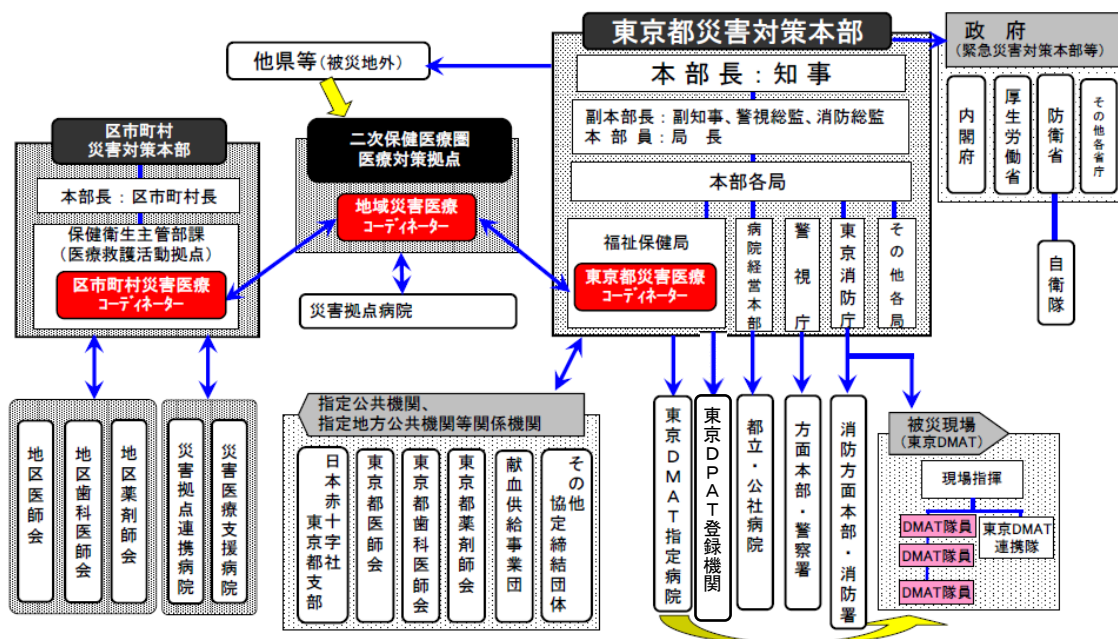 東京都災害対策本部
本部長：知事
副本部長：副知事、警視総監、消防総監
本部員：局長
本部各局
福祉保健局
東京都災害医療
コーディネーター
病院経営本部
警視庁
東京消防庁
その他各局
政府
(緊急災害対策本部等)
内閣府
厚生労働省
防衛省
その他各省庁
自衛隊
他県等(被災地外)
二次保健医療圏
医療対策拠点
地域災害医療
コーディネーター
災害拠点病院
区市町村
災害対策本部
本部長：区市町村長
保健衛生主管部課
(医療救護活動拠点)
区市町村災害医療
コーディネーター
地区医師会
地区歯科医師会
地区薬剤師会
災害拠点連携病院
災害医療支援病院
指定公共機関、
指定地方公共機関等関係機関
日本赤十字社
東京都支部
東京都医師会
東京都歯科医師会
東京都薬剤師会
献血供給事業団
その他
協定締結団体
東京DMAT指定病院
東京DPAT登録機関
都立・公社病院
方面本部・警察署
消防方面本部・消防署
被災現場
(東京DMAT)
現場指揮
DMAT隊員
DMAT隊員
DMAT隊員
東京DMAT
連携隊